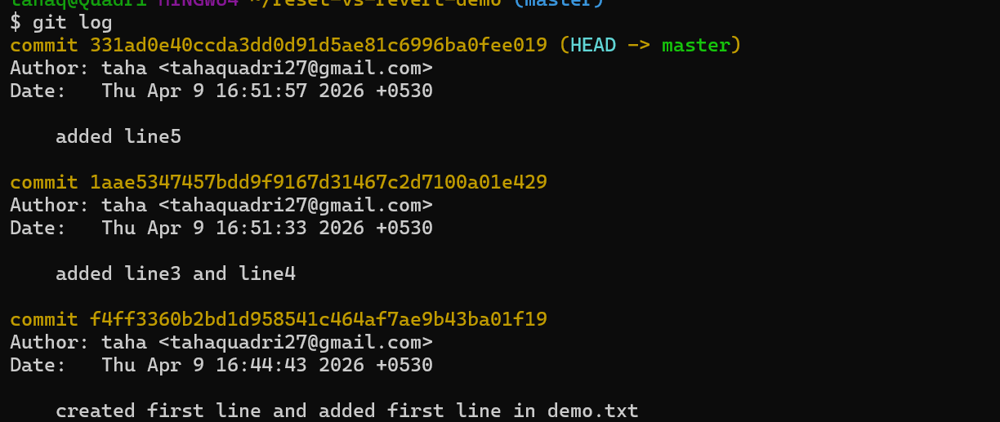 tahaq@Quadri MINGW64 ~/reset-vs-revert-demo (master)
$ git log
commit 331ad0e40ccda3dd0d91d5ae81c6996ba0fee019 (HEAD -> master)
Author: taha <tahaquadri27@gmail.com>
Date:   Thu Apr 9 16:51:57 2026 +0530

    added line5

commit 1aae5347457bdd9f9167d31467c2d7100a01e429
Author: taha <tahaquadri27@gmail.com>
Date:   Thu Apr 9 16:51:33 2026 +0530

    added line3 and line4

commit f4ff3360b2bd1d958541c464af7ae9b43ba01f19
Author: taha <tahaquadri27@gmail.com>
Date:   Thu Apr 9 16:44:43 2026 +0530

    created first line and added first line in demo.txt